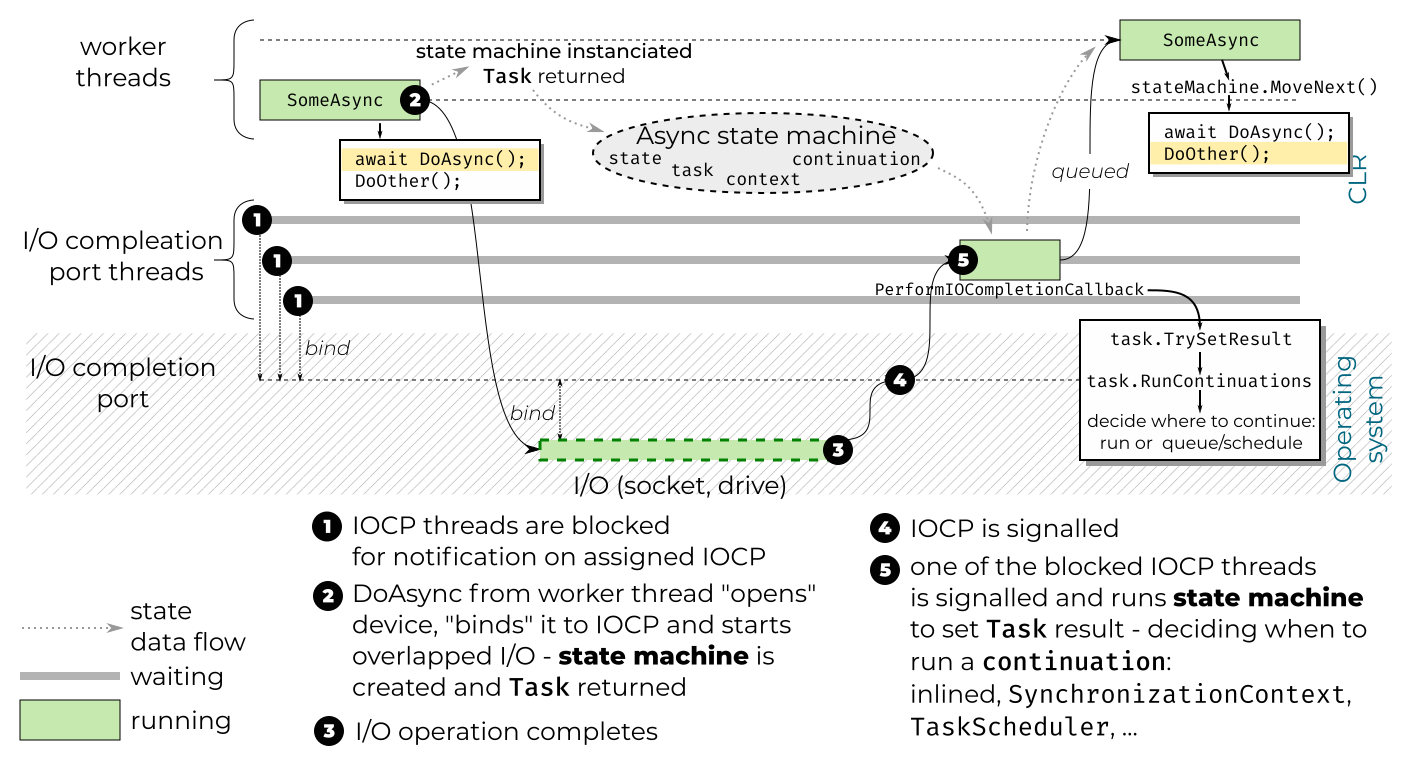 worker
threads
SomeAsync
2
state machine instanciated
Task returned
await DoAsync();
DoOther();
Async state machine
state
task
context
continuation
SomeAsync
stateMachine.MoveNext()
await DoAsync();
DoOther();
queued
CLR
I/O compleation
port threads
1
1
1
5
PerformIOCompletionCallback
I/O completion
port
bind
bind
4
3
I/O (socket, drive)
task.TrySetResult
task.RunContinuations
decide where to continue:
run or queue/schedule
Operating
system
state
data flow
waiting
running
1 IOCP threads are blocked
for notification on assigned IOCP
2 DoAsync from worker thread "opens"
device, "binds" it to IOCP and starts
overlapped I/O - state machine is
created and Task returned
3 I/O operation completes
4 IOCP is signalled
5 one of the blocked IOCP threads
is signalled and runs state machine
to set Task result - deciding when to
run a continuation:
inlined, SynchronizationContext,
TaskScheduler, …